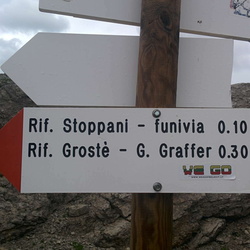 Rif. Stoppani - funivia 0.10
Rif. Grostè - G. Graffer 0.30
WE GO